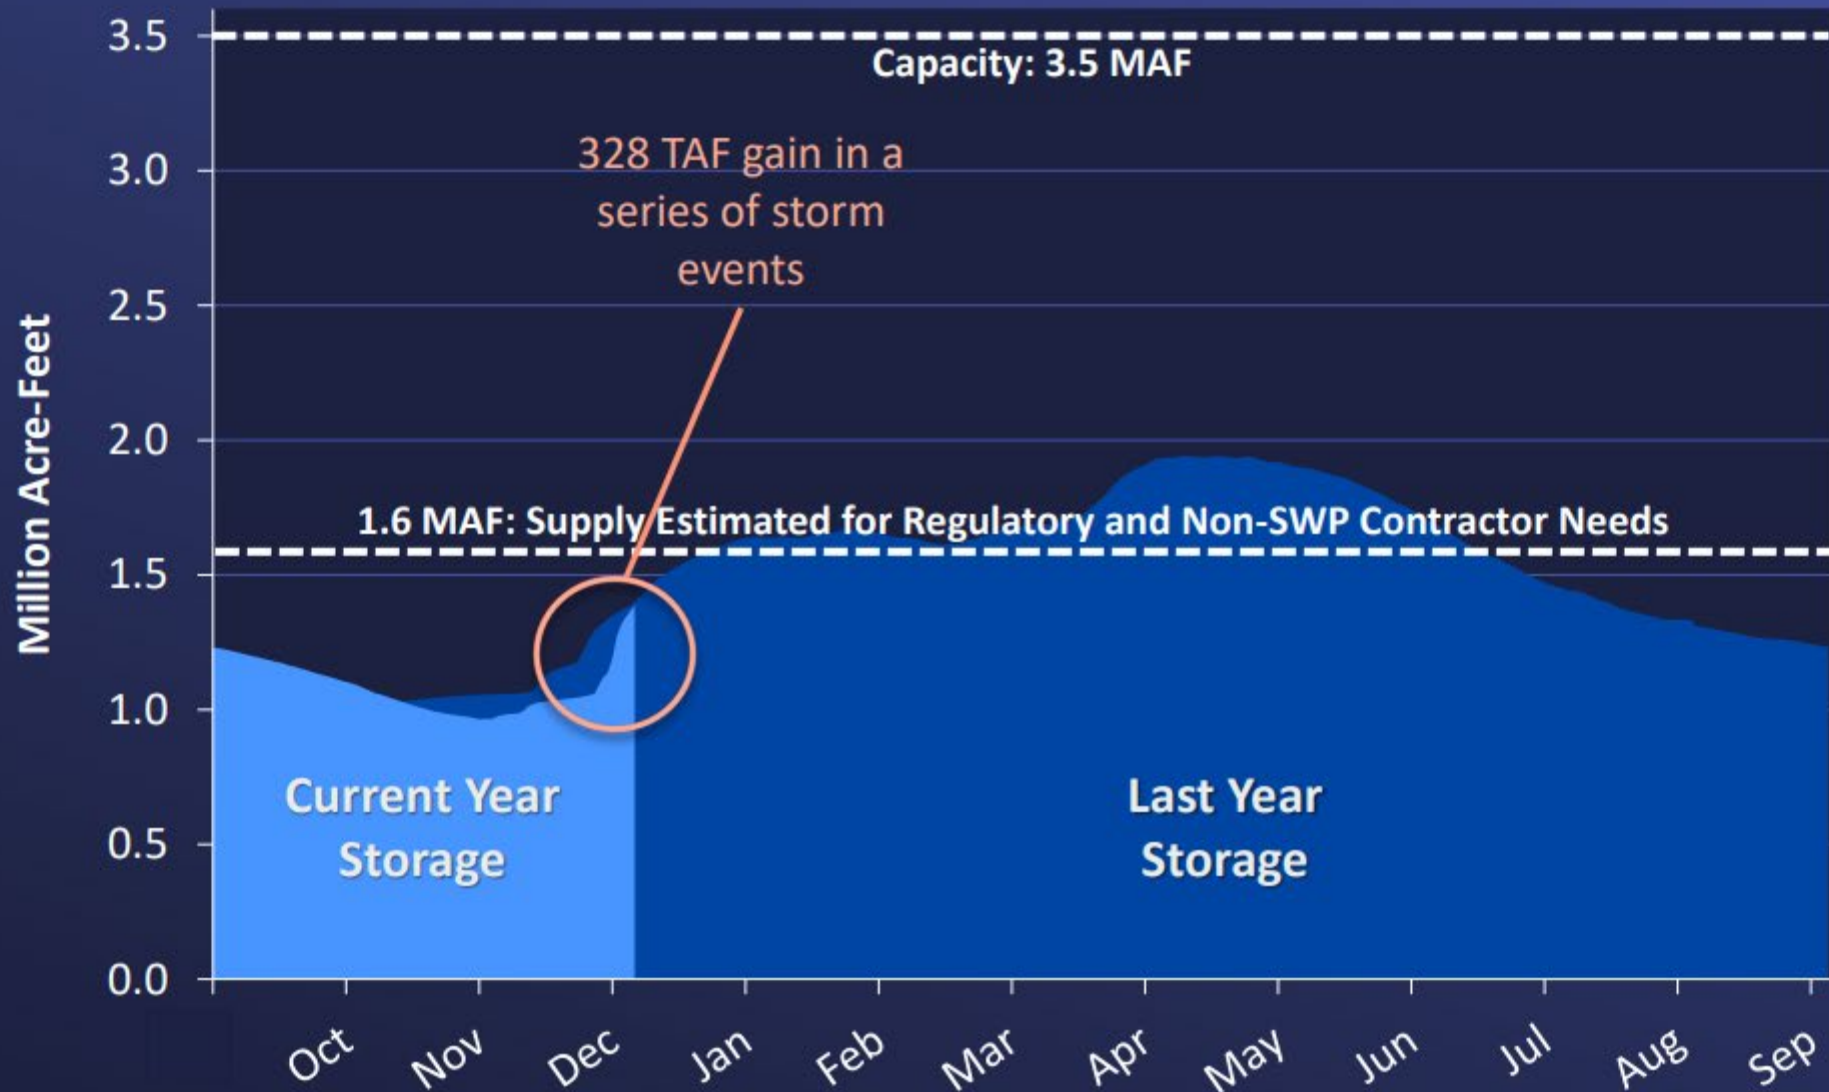 3.5
Capacity: 3.5 MAF
328 TAF gain in a
series of storm
events
3.0
2.5
2.0
1.6 MAF: Supply Estimated for Regulatory and Non-SWP Contractor Needs
1.5
1.0
0.5
0.0
Million Acre-Feet
Current Year
Storage
Last Year
Storage
Oct
Nov
Dec
Jan
Feb
Mar
Apr
May
Jun
Jul
Aug
Sep